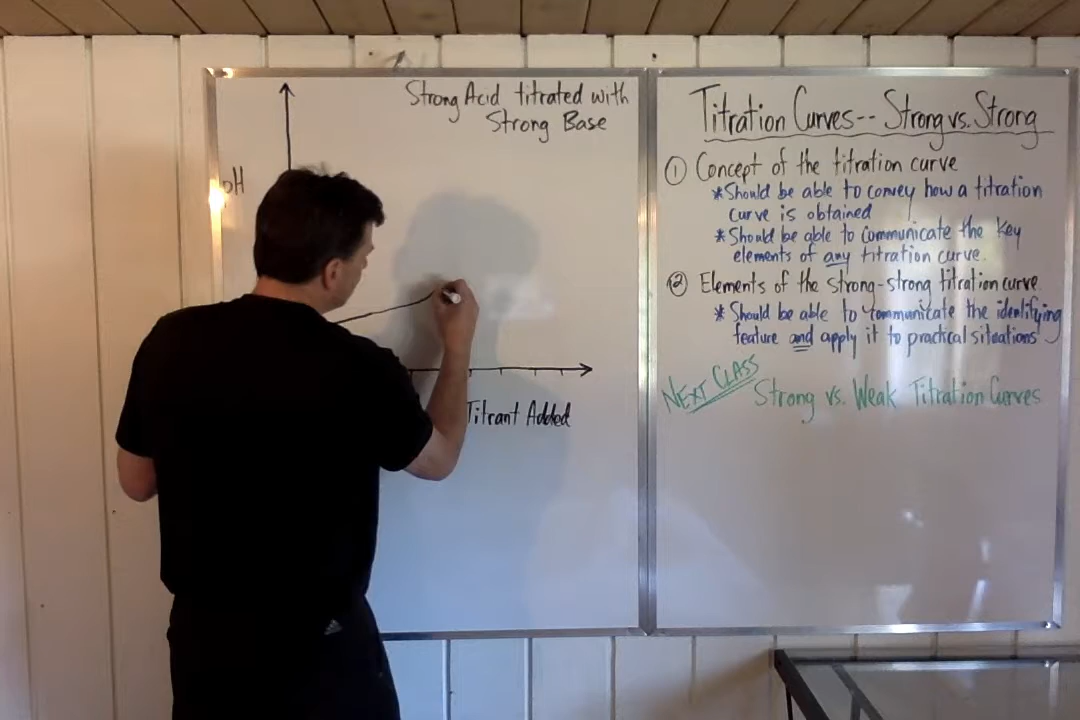 Strong Acid titrated with
Strong Base
pH
Titrant Added
Titration Curves-- Strong vs. Strong
① Concept of the titration curve
*Should be able to convey how a titration
curve is obtained
*Should be able to communicate the key
elements of any titration curve.
② Elements of the strong-strong titration curve.
*Should be able to communicate the identifying
feature and apply it to practical situations
NEXT CLASS Strong vs. Weak Titration Curves